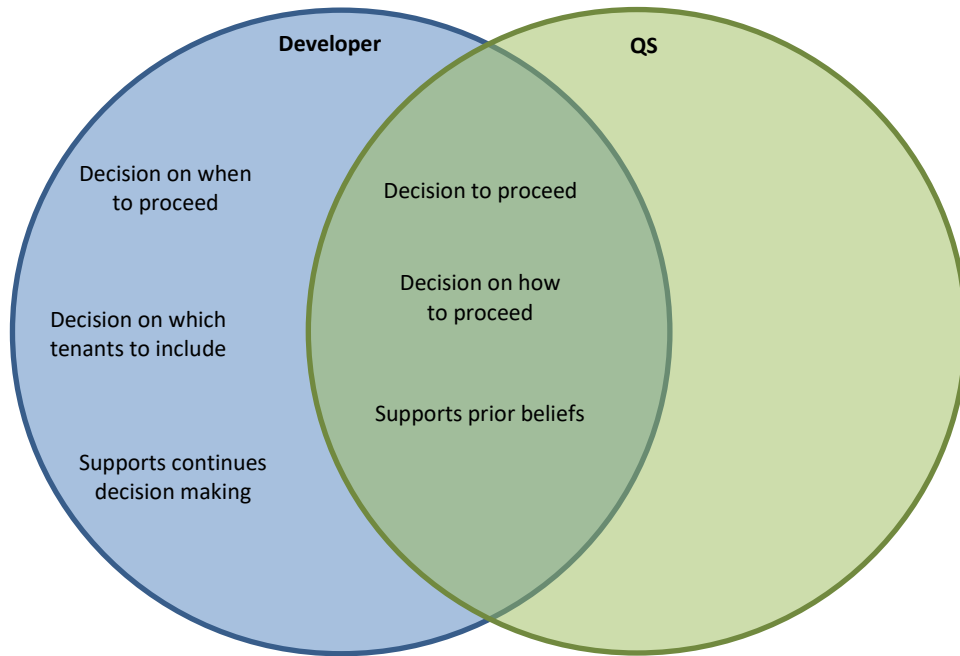 Developer
QS
Decision on when
to proceed
Decision to proceed
Decision on how
to proceed
Decision on which
tenants to include
Supports prior beliefs
Supports continues
decision making